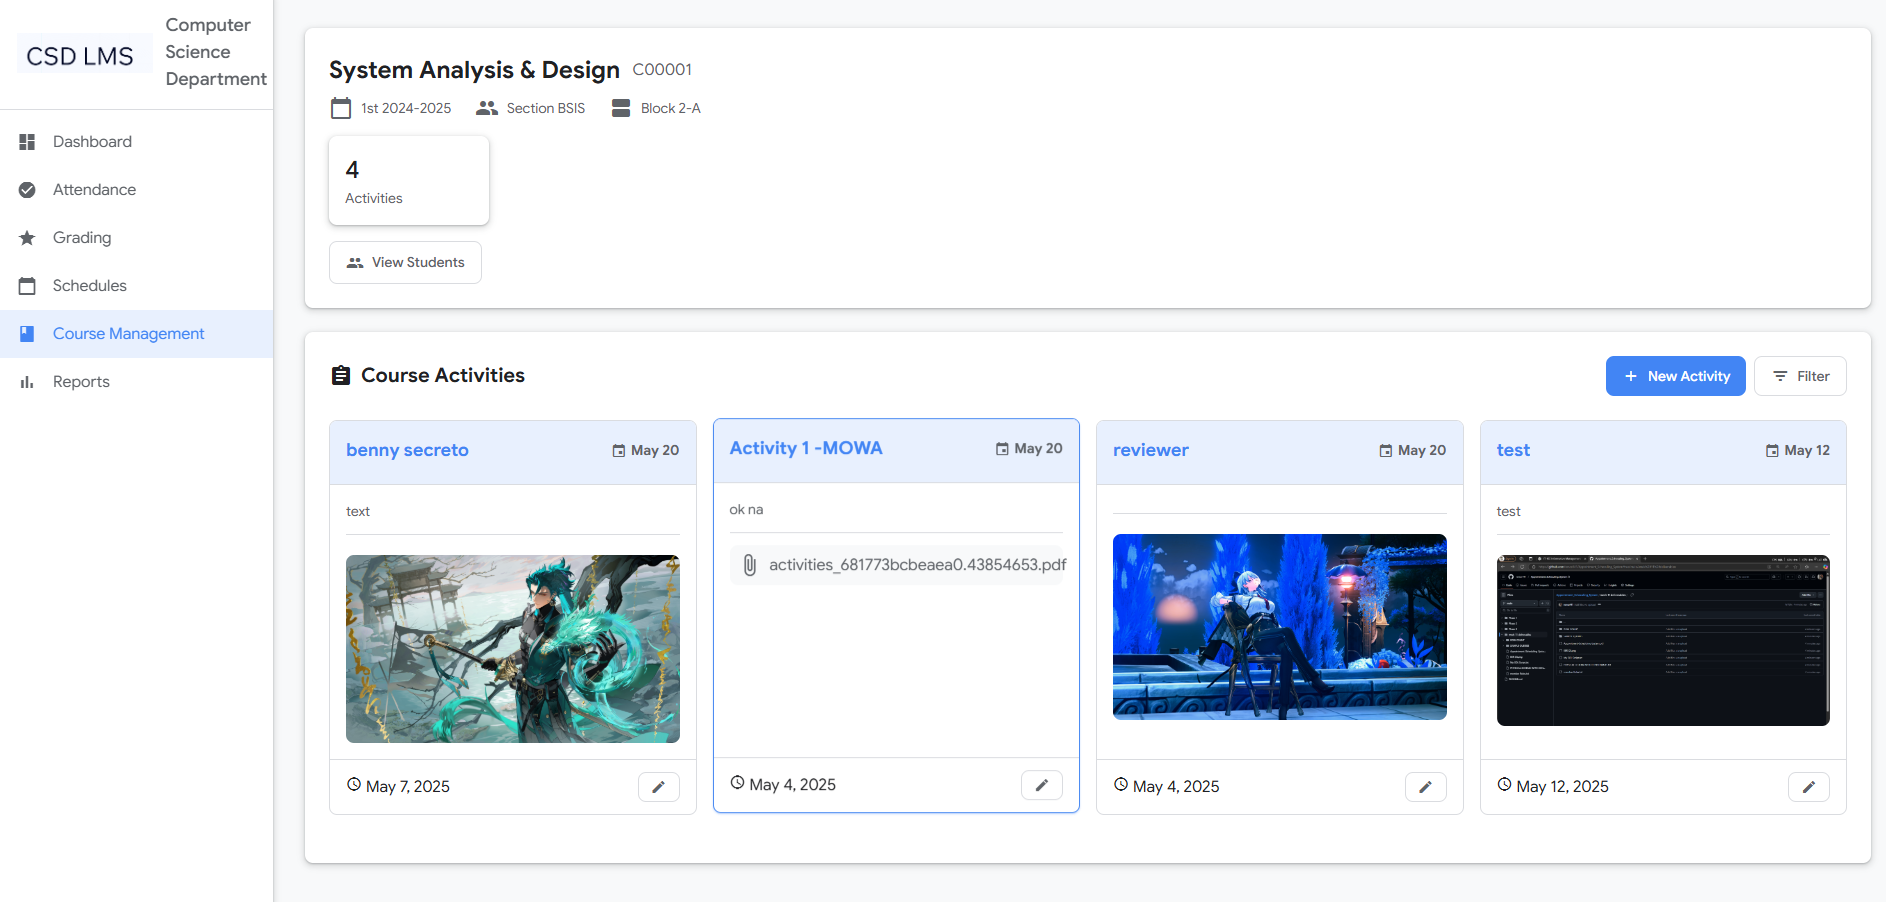 CSD LMS
Computer
Science
Department
Dashboard
Attendance
Grading
Schedules
Course Management
Reports
System Analysis & Design C00001
1st 2024-2025 Section BSIS Block 2-A
4
Activities
View Students
Course Activities
+ New Activity Filter
benny secreto May 20
text
May 7, 2025
Activity 1 -MOWA May 20
ok na
activities_681773bcbeaea0.43854653.pdf
May 4, 2025
reviewer May 20
May 4, 2025
test May 12
test
May 12, 2025